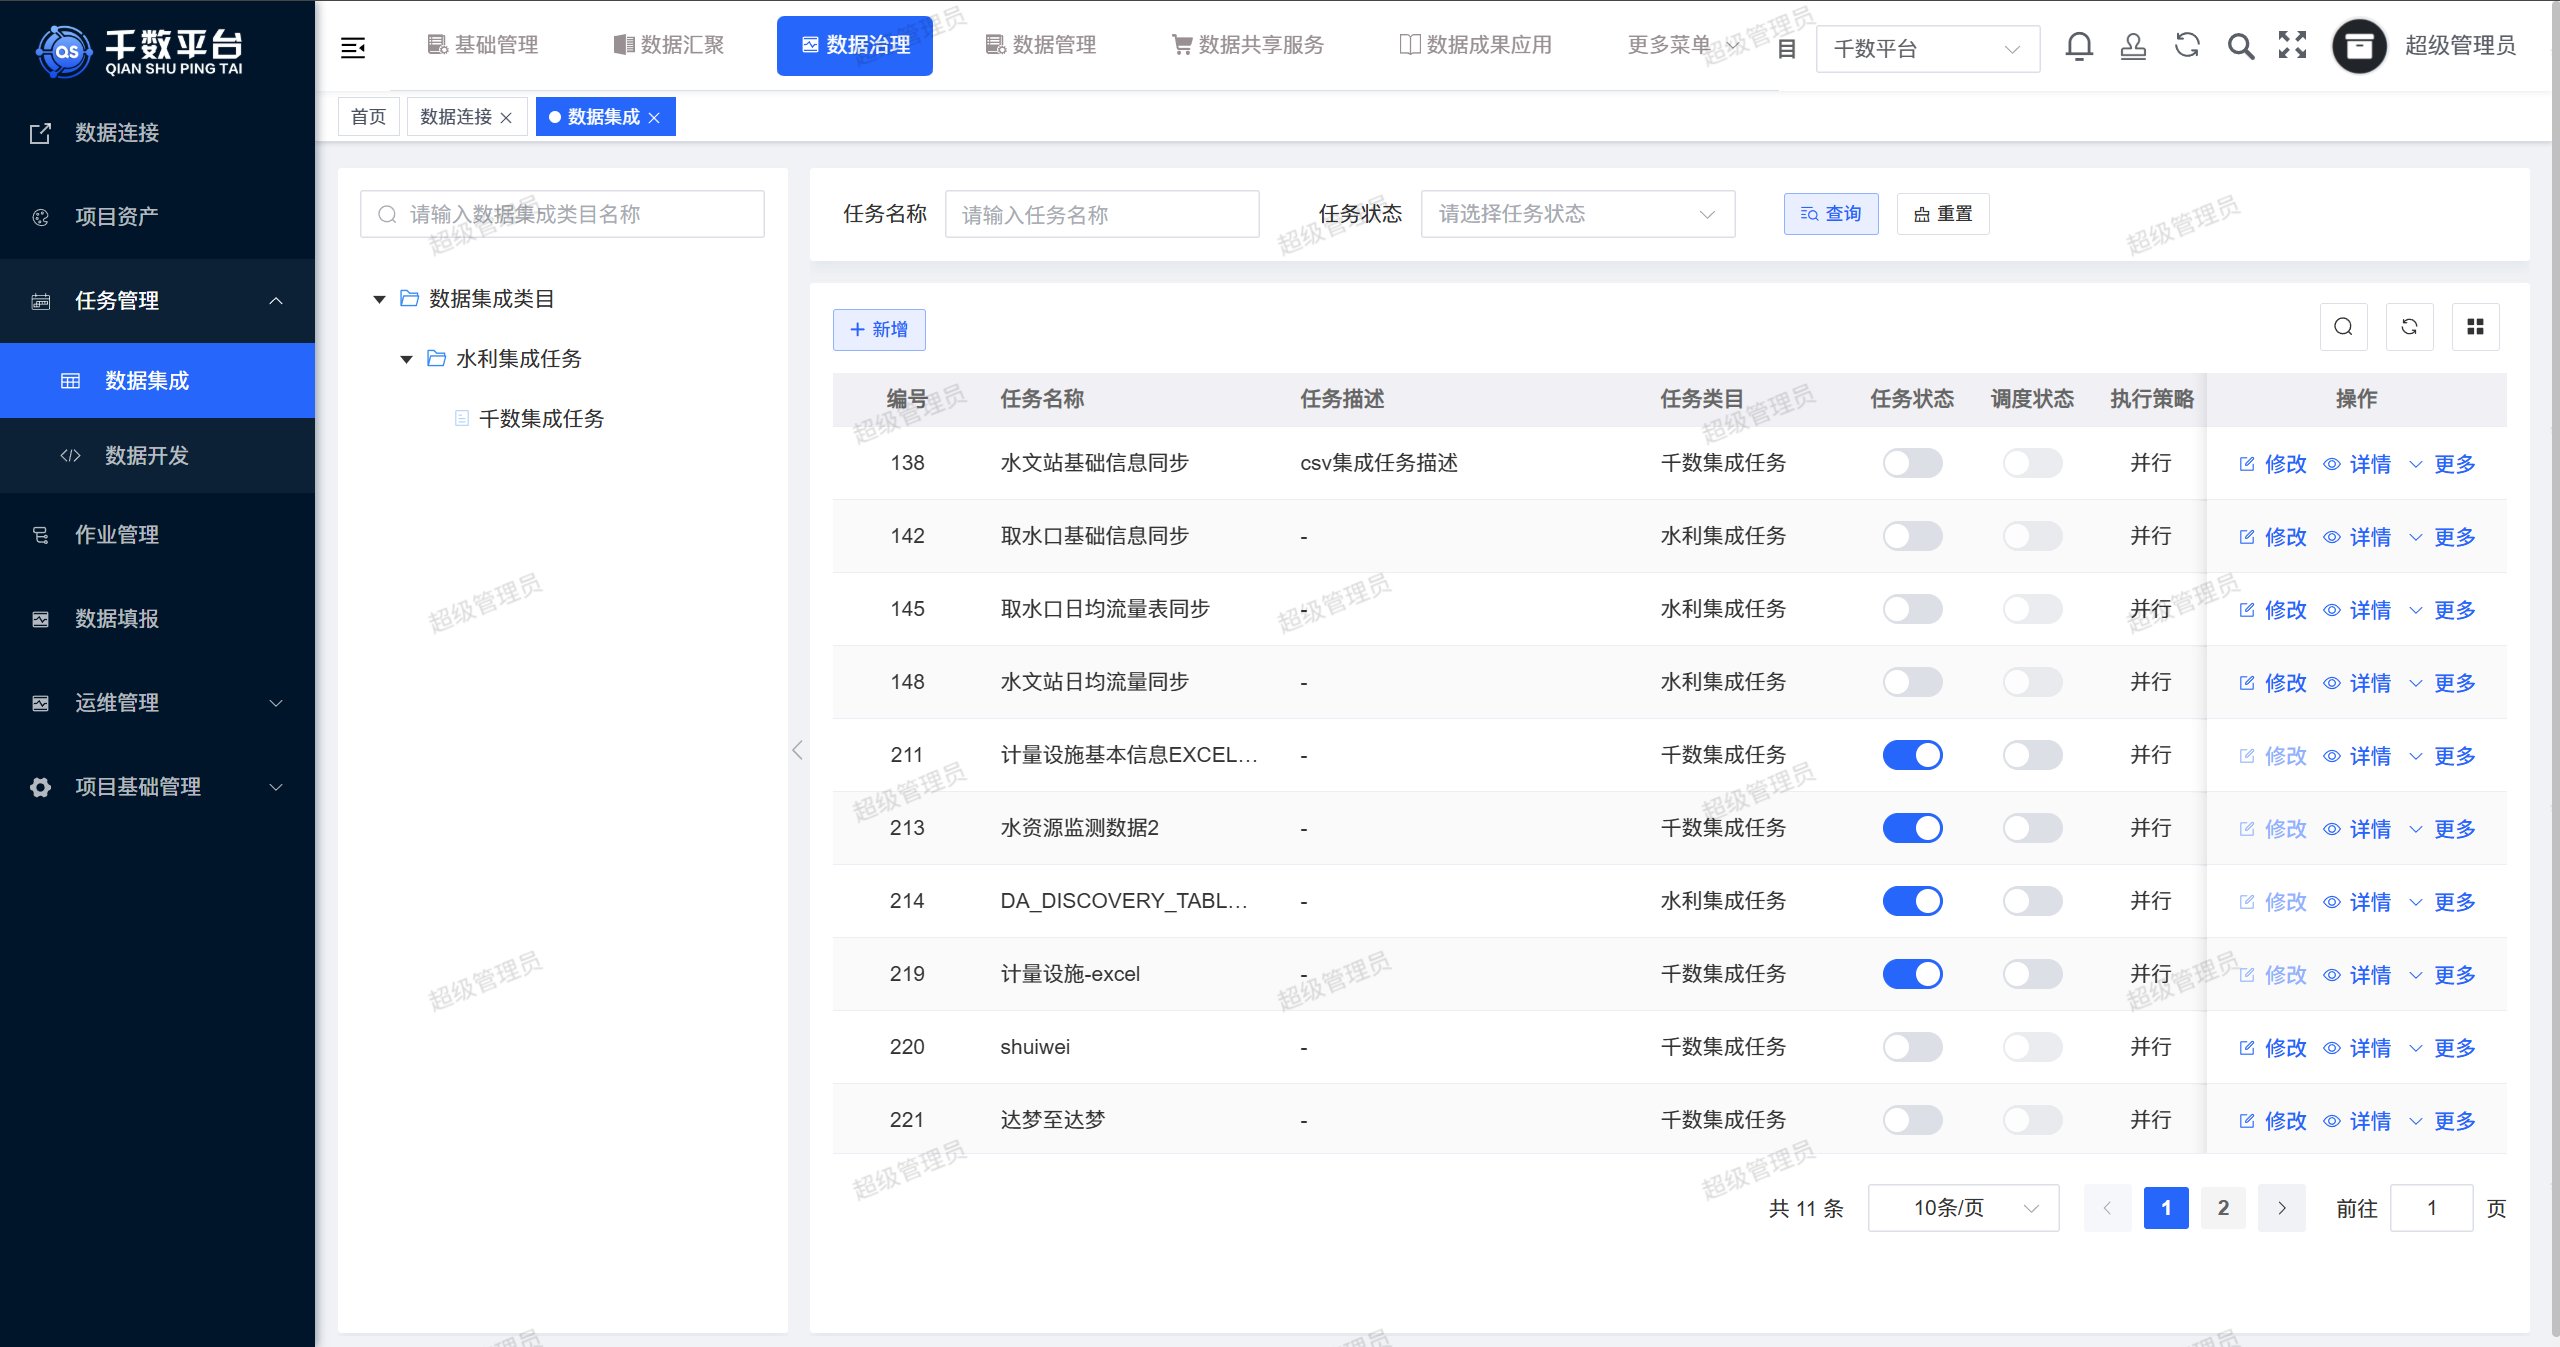 千数平台
QIAN SHU PING TAI
基础管理
数据汇聚
数据治理
数据管理
数据共享服务
数据成果应用
更多菜单
目
千数平台
超级管理员
首页
数据连接
数据集成
数据连接
项目资产
任务管理
数据集成
数据开发
作业管理
数据填报
运维管理
项目基础管理
请输入数据集成类目名称
数据集成类目
水利集成任务
千数集成任务
任务名称 请输入任务名称 任务状态 请选择任务状态 查询 重置
新增
编号 任务名称 任务描述 任务类目 任务状态 调度状态 执行策略 操作
138 水文站基础信息同步 csv集成任务描述 千数集成任务 并行 修改 详情 更多
142 取水口基础信息同步 - 水利集成任务 并行 修改 详情 更多
145 取水口日均流量表同步 - 水利集成任务 并行 修改 详情 更多
148 水文站日均流量同步 - 水利集成任务 并行 修改 详情 更多
211 计量设施基本信息EXCEL... - 千数集成任务 并行 修改 详情 更多
213 水资源监测数据2 - 千数集成任务 并行 修改 详情 更多
214 DA_DISCOVERY_TABL... - 水利集成任务 并行 修改 详情 更多
219 计量设施-excel - 千数集成任务 并行 修改 详情 更多
220 shuiwei - 千数集成任务 并行 修改 详情 更多
221 达梦至达梦 - 千数集成任务 并行 修改 详情 更多
共 11 条 10条/页 1 2 前往 1 页
超级管理员